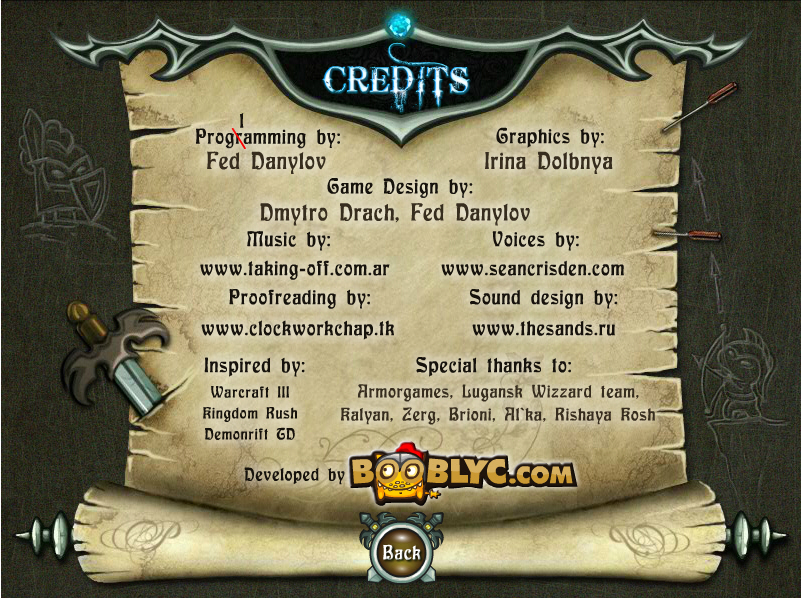 CREDITS
1
Programming by:
Graphics by:
Fed Danylov
Irina Dolbnya
Game Design by:
Dmytro Drach, Fed Danylov
Music by:
Voices by:
www.taking-off.com.ar
www.seancrisden.com
Proofreading by:
Sound design by:
www.clockworkchap.tk
www.thesands.ru
Inspired by:
Special thanks to:
Warcraft III
Armorgames, Lugansk Wizzard team,
Kingdom Rush
Kalyan, Zerg, Brioni, Al`ka, Rishaya Kosh
Demonrift TD
Developed by BOOBLYC.COM
Back